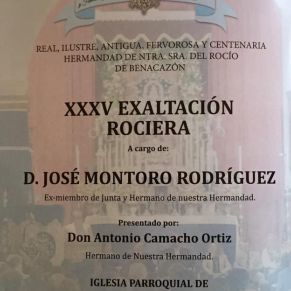 REAL, ILUSTRE, ANTIGUA, FERVOROSA Y CENTENARIA
HERMANDAD DE NTRA. SRA. DEL ROCÍO
DE BENACAZÓN
XXXV EXALTACIÓN
ROCIERA
A cargo de:
D. JOSÉ MONTORO RODRÍGUEZ
Ex-miembro de Junta y Hermano de nuestra Hermandad.
Presentado por:
Don Antonio Camacho Ortiz
Hermano de Nuestra Hermandad.
IGLESIA PARROQUIAL DE